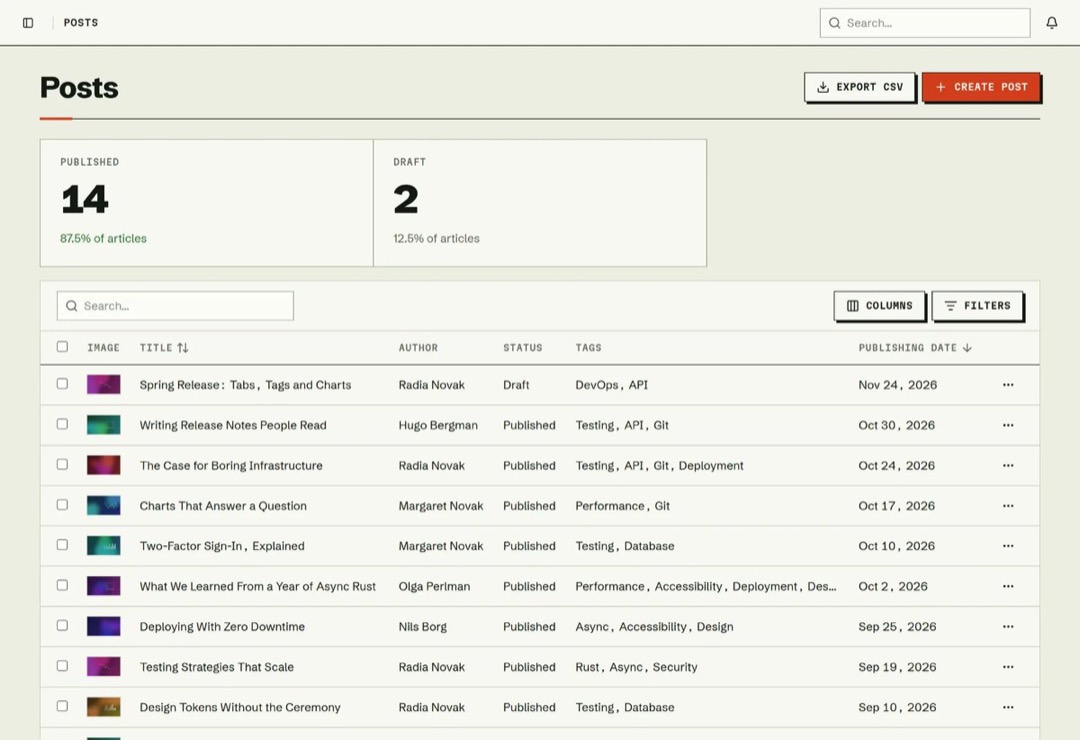 POSTS
Search...
Posts
EXPORT CSV
+ CREATE POST
PUBLISHED
14
87.5% of articles
DRAFT
2
12.5% of articles
Search...
COLUMNS
FILTERS
IMAGE TITLE AUTHOR STATUS TAGS PUBLISHING DATE
Spring Release: Tabs, Tags and Charts Radia Novak Draft DevOps, API Nov 24, 2026
Writing Release Notes People Read Hugo Bergman Published Testing, API, Git Oct 30, 2026
The Case for Boring Infrastructure Radia Novak Published Testing, API, Git, Deployment Oct 24, 2026
Charts That Answer a Question Margaret Novak Published Performance, Git Oct 17, 2026
Two-Factor Sign-In, Explained Margaret Novak Published Testing, Database Oct 10, 2026
What We Learned From a Year of Async Rust Olga Perlman Published Performance, Accessibility, Deployment, Des... Oct 2, 2026
Deploying With Zero Downtime Nils Borg Published Async, Accessibility, Design Sep 25, 2026
Testing Strategies That Scale Radia Novak Published Rust, Async, Security Sep 19, 2026
Design Tokens Without the Ceremony Radia Novak Published Testing, Database Sep 10, 2026